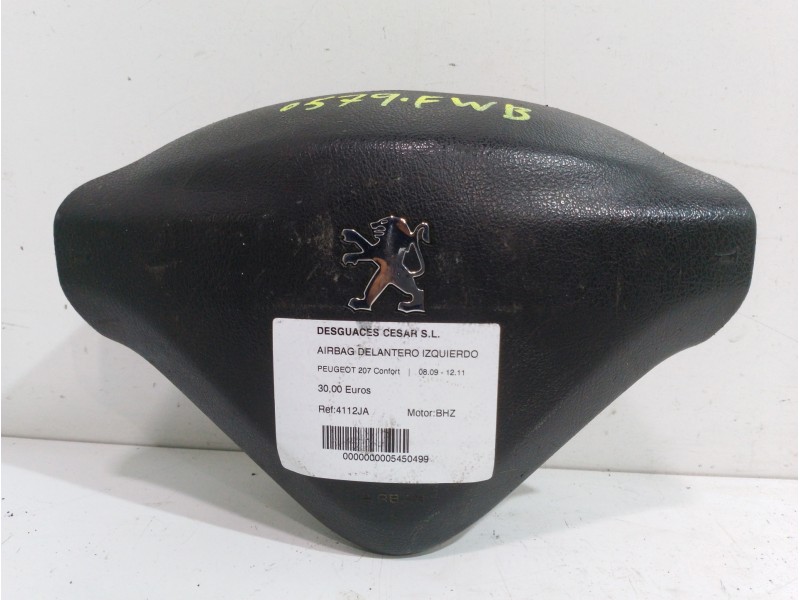 0579.FWB
DESGUACES CESAR S.L.
AIRBAG DELANTERO IZQUIERDO
PEUGEOT 207 Confort | 08.09 - 12.11
30,00 Euros
Ref:4112JA Motor:BHZ
0000000005450499